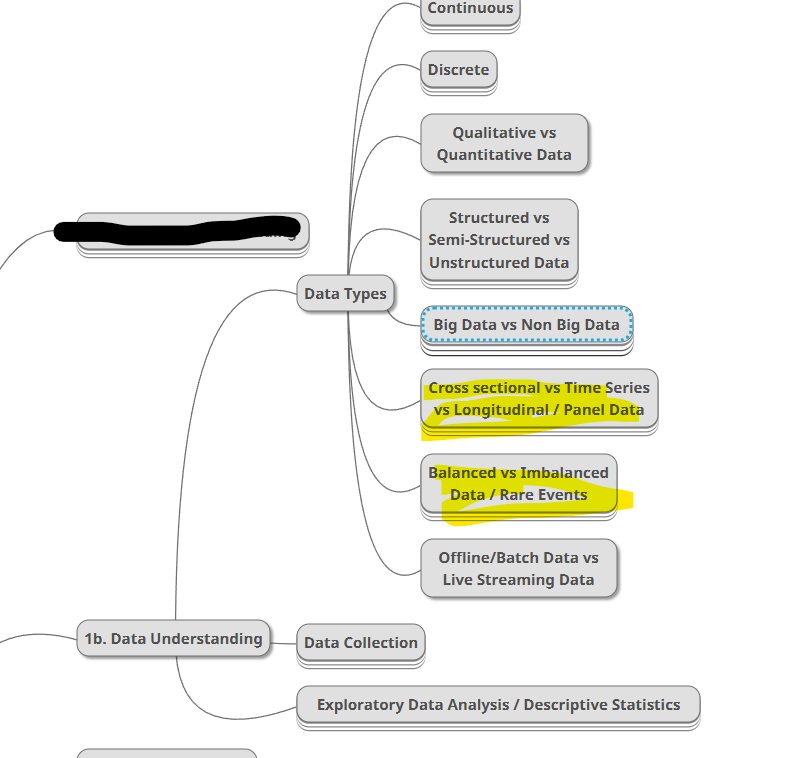 Continuous
Discrete
Qualitative vs
Quantitative Data
Structured vs
Semi-Structured vs
Unstructured Data
Data Types
Big Data vs Non Big Data
Cross sectional vs Time Series
vs Longitudinal / Panel Data
Balanced vs Imbalanced
Data / Rare Events
Offline/Batch Data vs
Live Streaming Data
1b. Data Understanding
Data Collection
Exploratory Data Analysis / Descriptive Statistics